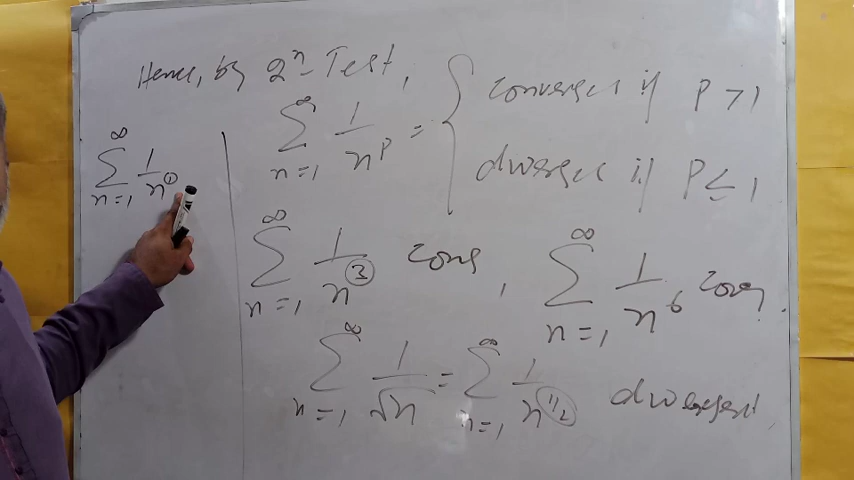 Hence, by 2ⁿ-Test,
∑_{n=1}^{∞} 1/n^p = { converges if P > 1
diverges if P ≤ 1
∑_{n=1}^{∞} 1/n^①
∑_{n=1}^{∞} 1/n^③ conv, ∑_{n=1}^{∞} 1/n^6 conv.
∑_{n=1}^{∞} 1/√n = ∑_{n=1}^{∞} 1/n^(1/2) divergent,